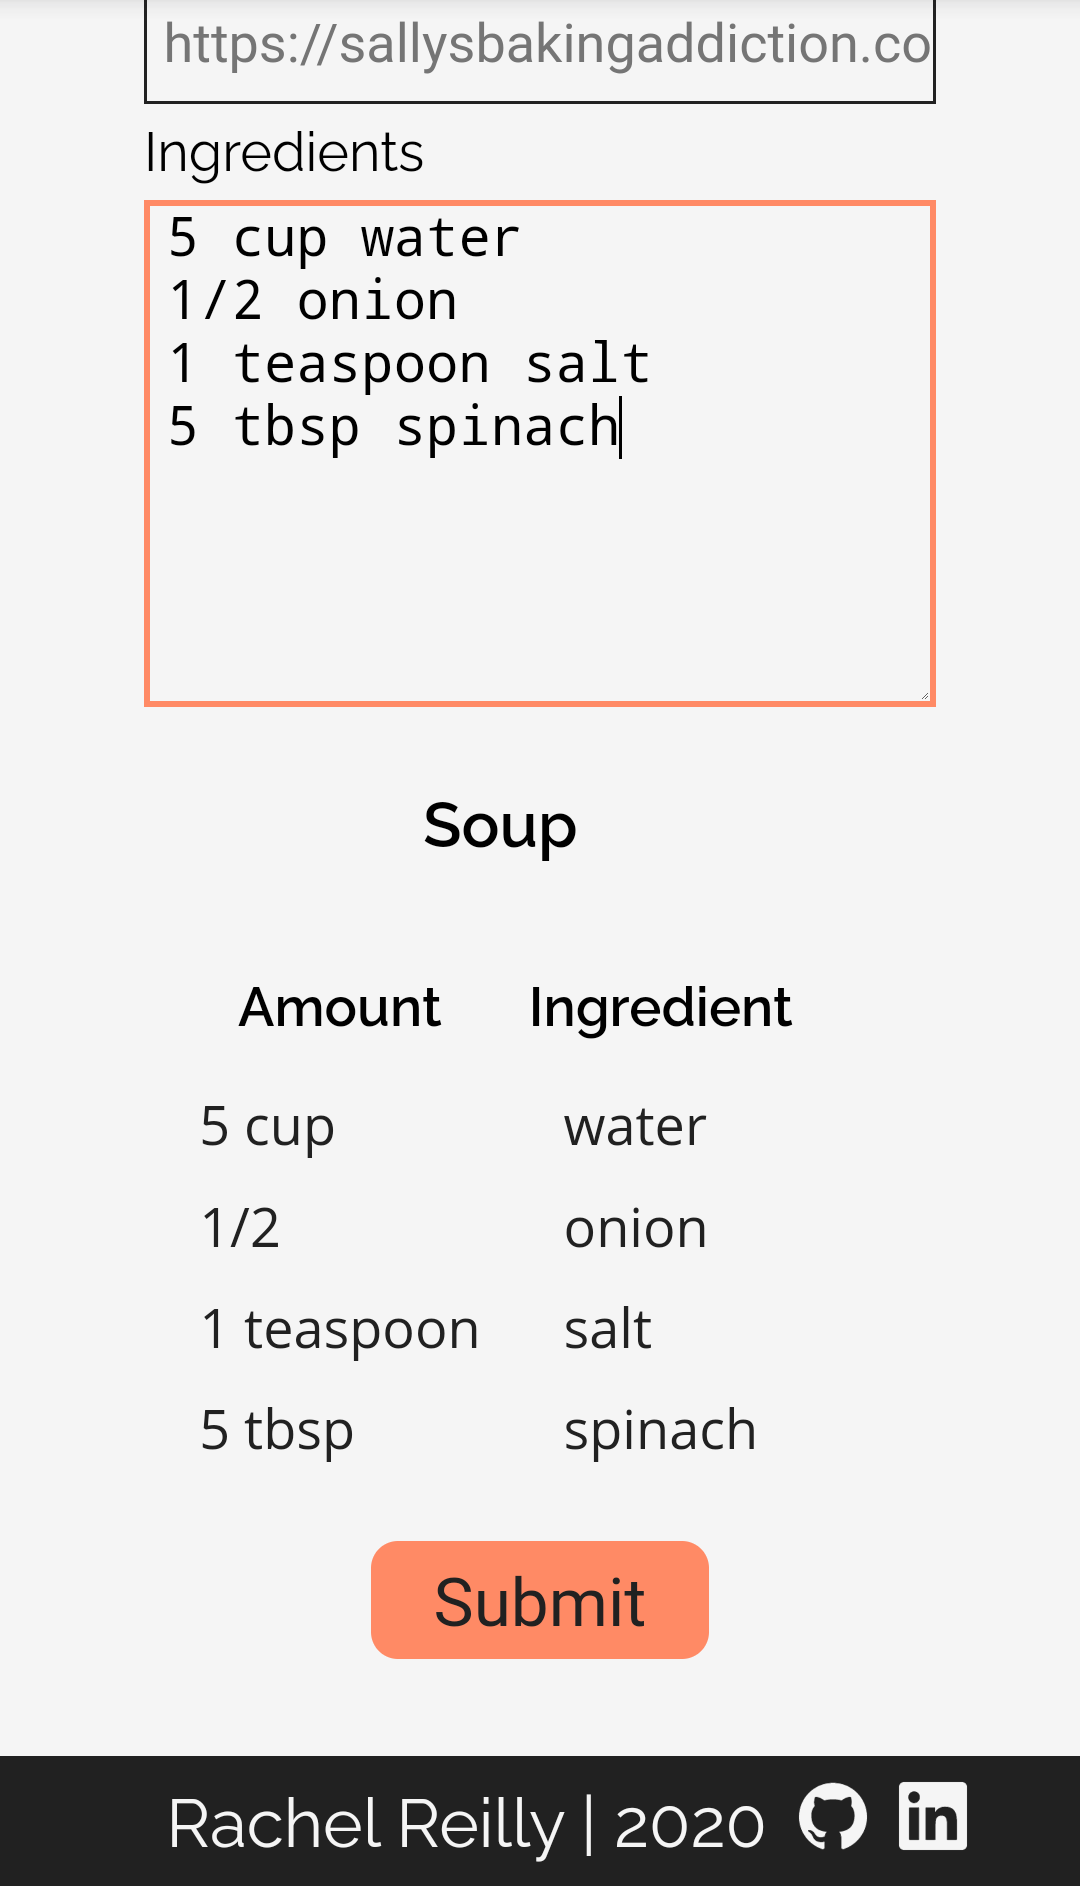 https://sallysbakingaddiction.co
Ingredients
5 cup water
1/2 onion
1 teaspoon salt
5 tbsp spinach
Soup
Amount Ingredient
5 cup water
1/2 onion
1 teaspoon salt
5 tbsp spinach
Submit
Rachel Reilly | 2020 in